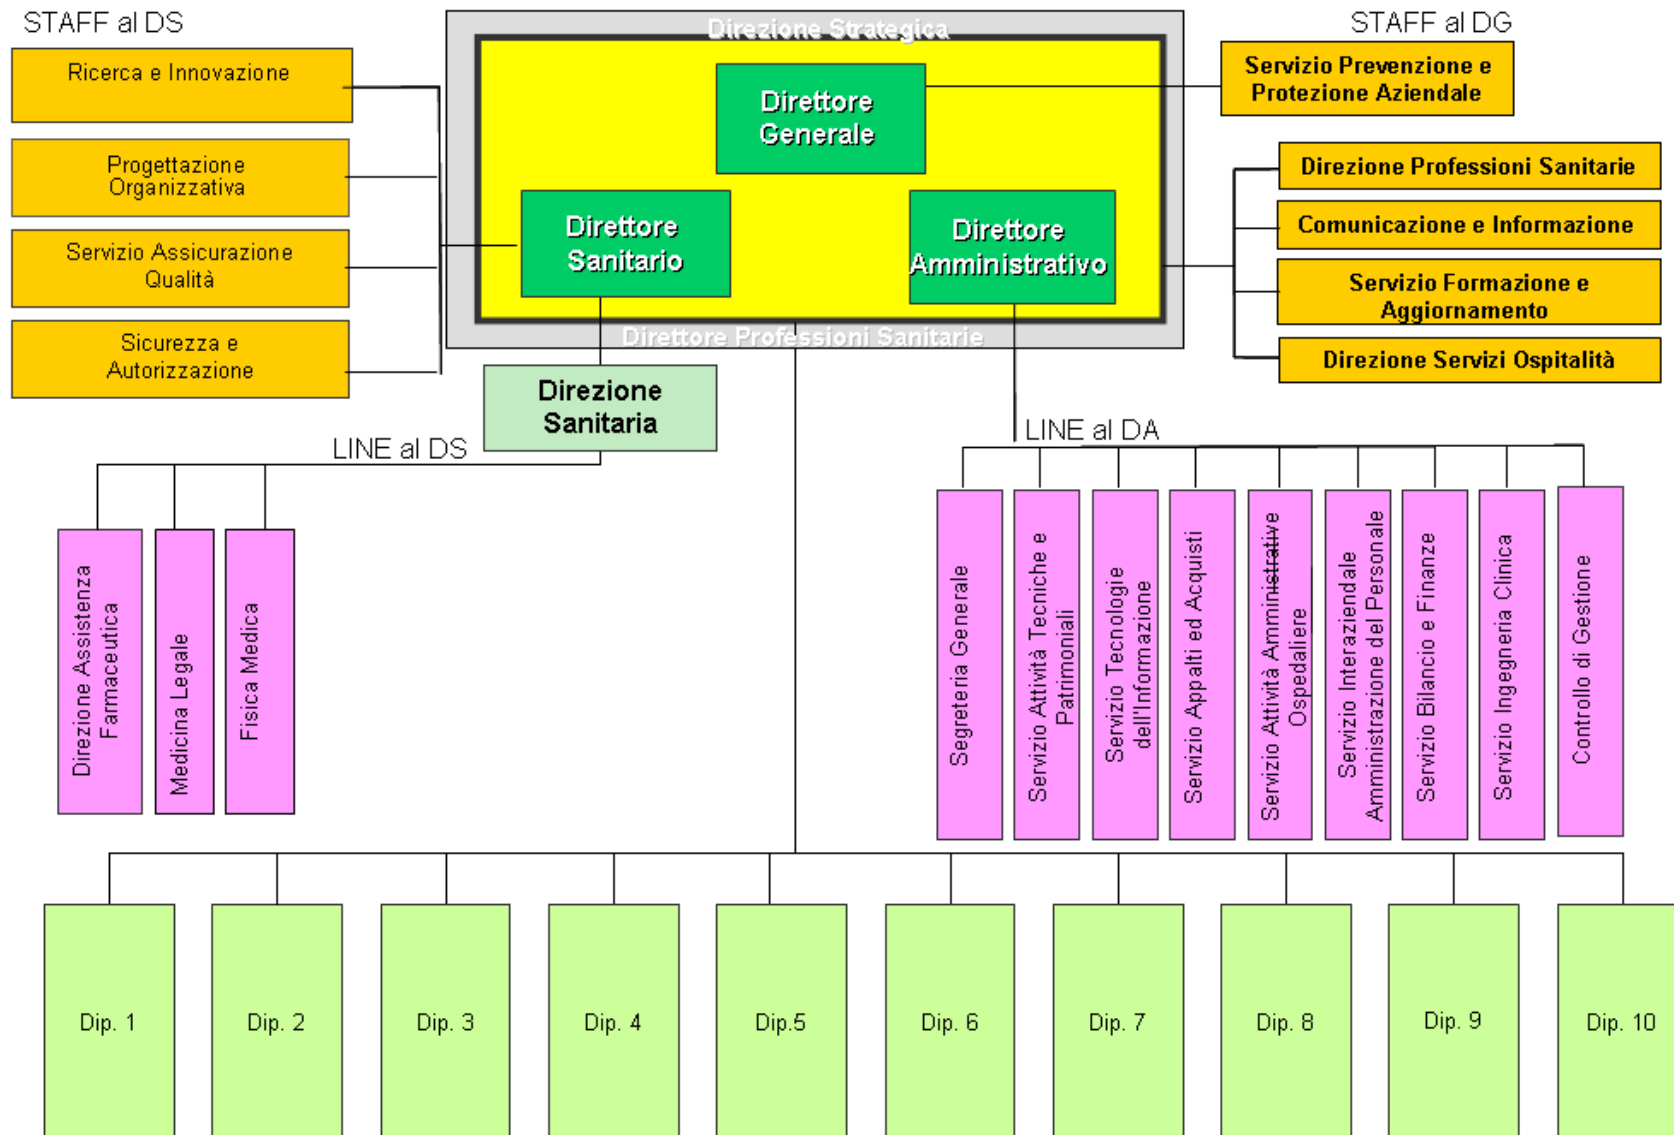 STAFF al DS
Direzione Strategica
STAFF al DG
Ricerca e Innovazione
Progettazione
Organizzativa
Servizio Assicurazione
Qualità
Sicurezza e
Autorizzazione
Direttore
Generale
Direttore
Sanitario
Direttore
Amministrativo
Direttore Professioni Sanitarie
Servizio Prevenzione e
Protezione Aziendale
Direzione Professioni Sanitarie
Comunicazione e Informazione
Servizio Formazione e
Aggiornamento
Direzione Servizi Ospitalità
Direzione
Sanitaria
LINE al DS
LINE al DA
Direzione Assistenza
Farmaceutica
Medicina Legale
Fisica Medica
Segreteria Generale
Servizio Attività Tecniche e
Patrimoniali
Servizio Tecnologie
dell'Informazione
Servizio Appalti ed Acquisti
Servizio Attività Amministrative
Ospedaliere
Servizio Interaziendale
Amministrazione del Personale
Servizio Bilancio e Finanze
Servizio Ingegneria Clinica
Controllo di Gestione
Dip. 1
Dip. 2
Dip. 3
Dip. 4
Dip.5
Dip. 6
Dip. 7
Dip. 8
Dip. 9
Dip. 10